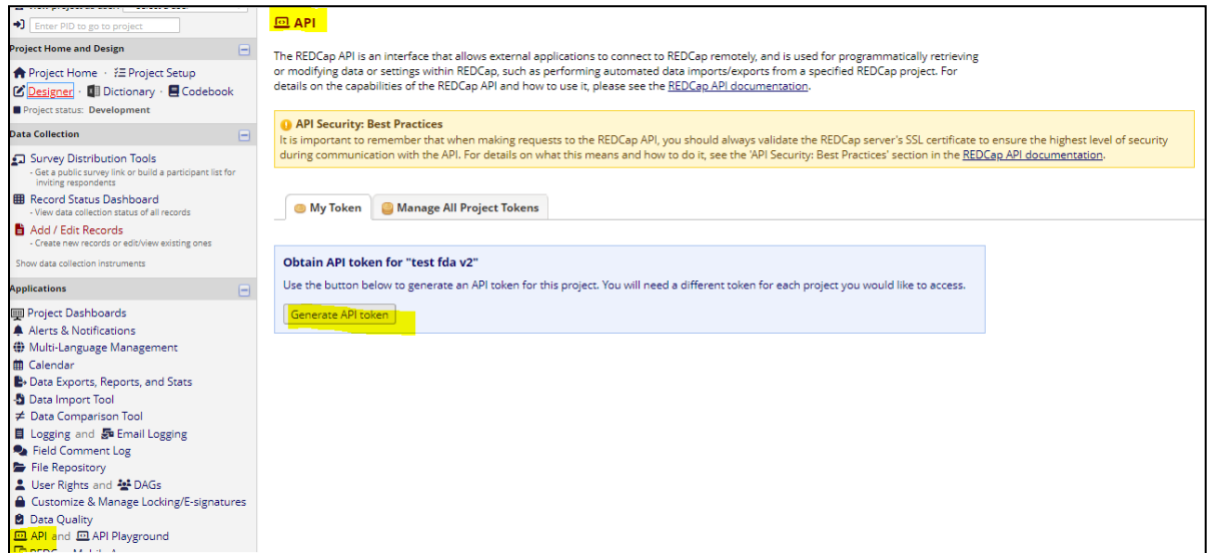 Enter PID to go to project
Project Home and Design
Project Home · Project Setup
Designer · Dictionary · Codebook
Project status: Development
Data Collection
Survey Distribution Tools
- Get a public survey link or build a participant list for
inviting respondents
Record Status Dashboard
- View data collection status of all records
Add / Edit Records
- Create new records or edit/view existing ones
Show data collection instruments
Applications
Project Dashboards
Alerts & Notifications
Multi-Language Management
Calendar
Data Exports, Reports, and Stats
Data Import Tool
Data Comparison Tool
Logging and Email Logging
Field Comment Log
File Repository
User Rights and DAGs
Customize & Manage Locking/E-signatures
Data Quality
API and API Playground
API
The REDCap API is an interface that allows external applications to connect to REDCap remotely, and is used for programmatically retrieving
or modifying data or settings within REDCap, such as performing automated data imports/exports from a specified REDCap project. For
details on the capabilities of the REDCap API and how to use it, please see the REDCap API documentation.
API Security: Best Practices
It is important to remember that when making requests to the REDCap API, you should always validate the REDCap server's SSL certificate to ensure the highest level of security
during communication with the API. For details on what this means and how to do it, see the 'API Security: Best Practices' section in the REDCap API documentation.
My Token
Manage All Project Tokens
Obtain API token for "test fda v2"
Use the button below to generate an API token for this project. You will need a different token for each project you would like to access.
Generate API token